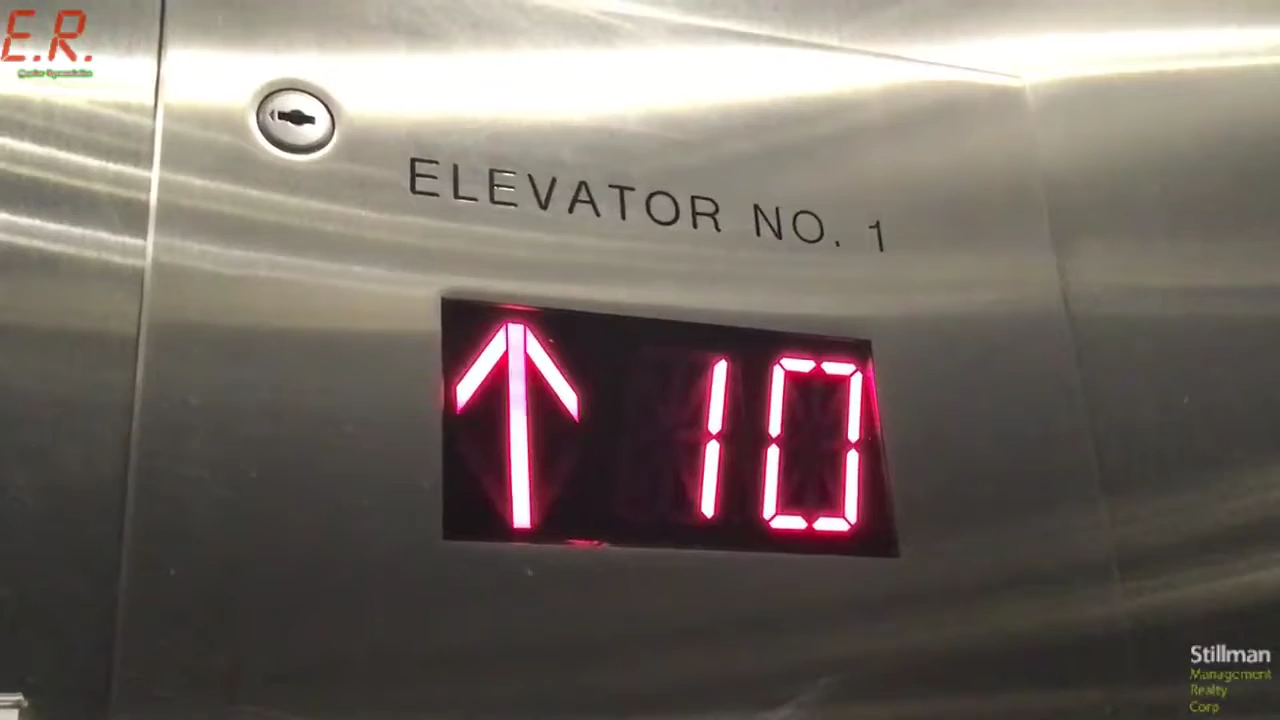 E.R.
ELEVATOR NO. 1
↑ 10
Stillman
Management
Realty
Corp